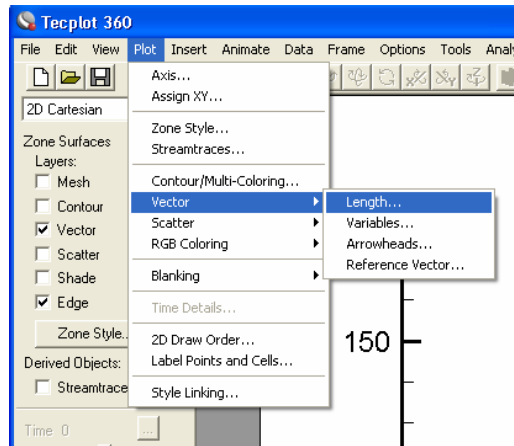 Tecplot 360
File Edit View Plot Insert Animate Data Frame Options Tools
2D Cartesian
Zone Surfaces
Layers:
Mesh
Contour
Vector
Scatter
Shade
Edge
Zone Style..
Derived Objects:
Streamtrace
Time 0
...
Axis...
Assign XY...
Zone Style...
Streamtraces...
Contour/Multi-Coloring...
Vector
Scatter
RGB Coloring
Blanking
Time Details...
2D Draw Order...
Label Points and Cells...
Style Linking...
Length...
Variables...
Arrowheads...
Reference Vector...
150